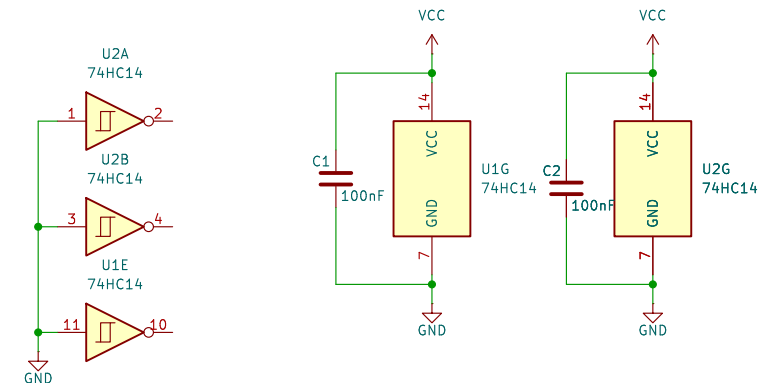 U2A
74HC14
1
2
U2B
74HC14
3
4
U1E
74HC14
11
10
GND
VCC
14
VCC
C1
100nF
U1G
74HC14
GND
7
GND
VCC
14
VCC
C2
100nF
U2G
74HC14
GND
7
GND